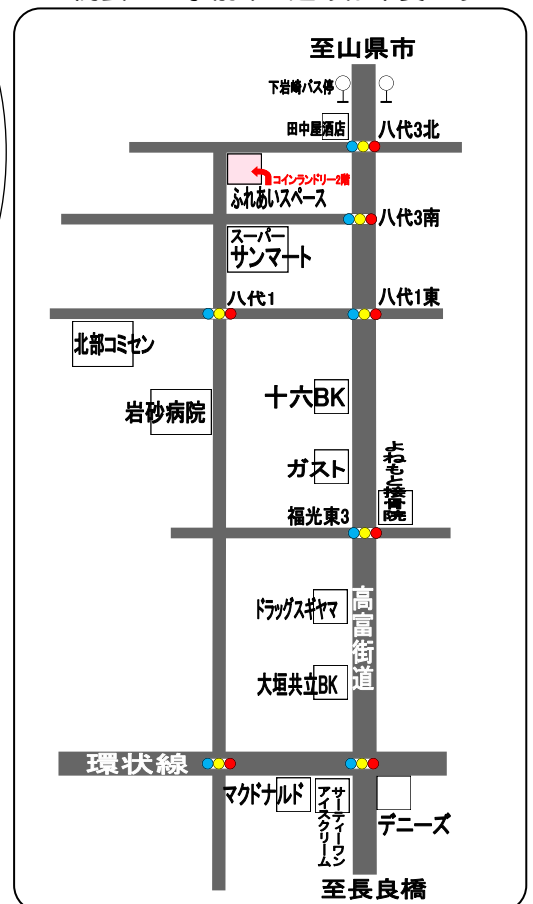 至山県市
下岩崎バス停
田中屋酒店
八代3北
コインランドリー2階
ふれあいスペース
八代3南
スーパー
サンマート
八代1
八代1東
北部コミセン
十六BK
岩砂病院
よねもと接骨院
ガスト
福光東3
ドラッグスギヤマ
高富街道
大垣共立BK
環状線
マクドナルド
サーティーワン
アイスクリーム
デニーズ
至長良橋